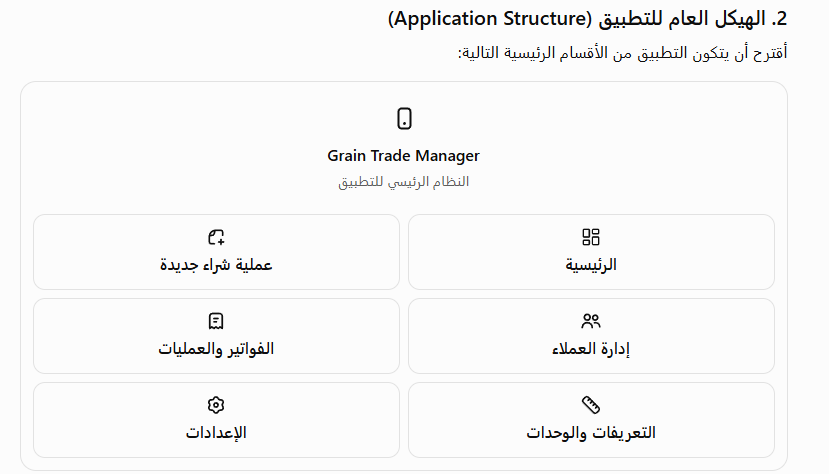 2. الهيكل العام للتطبيق (Application Structure)
أقترح أن يتكون التطبيق من الأقسام الرئيسية التالية:
Grain Trade Manager
النظام الرئيسي للتطبيق
الرئيسية
عملية شراء جديدة
إدارة العملاء
الفواتير والعمليات
التعريفات والوحدات
الإعدادات